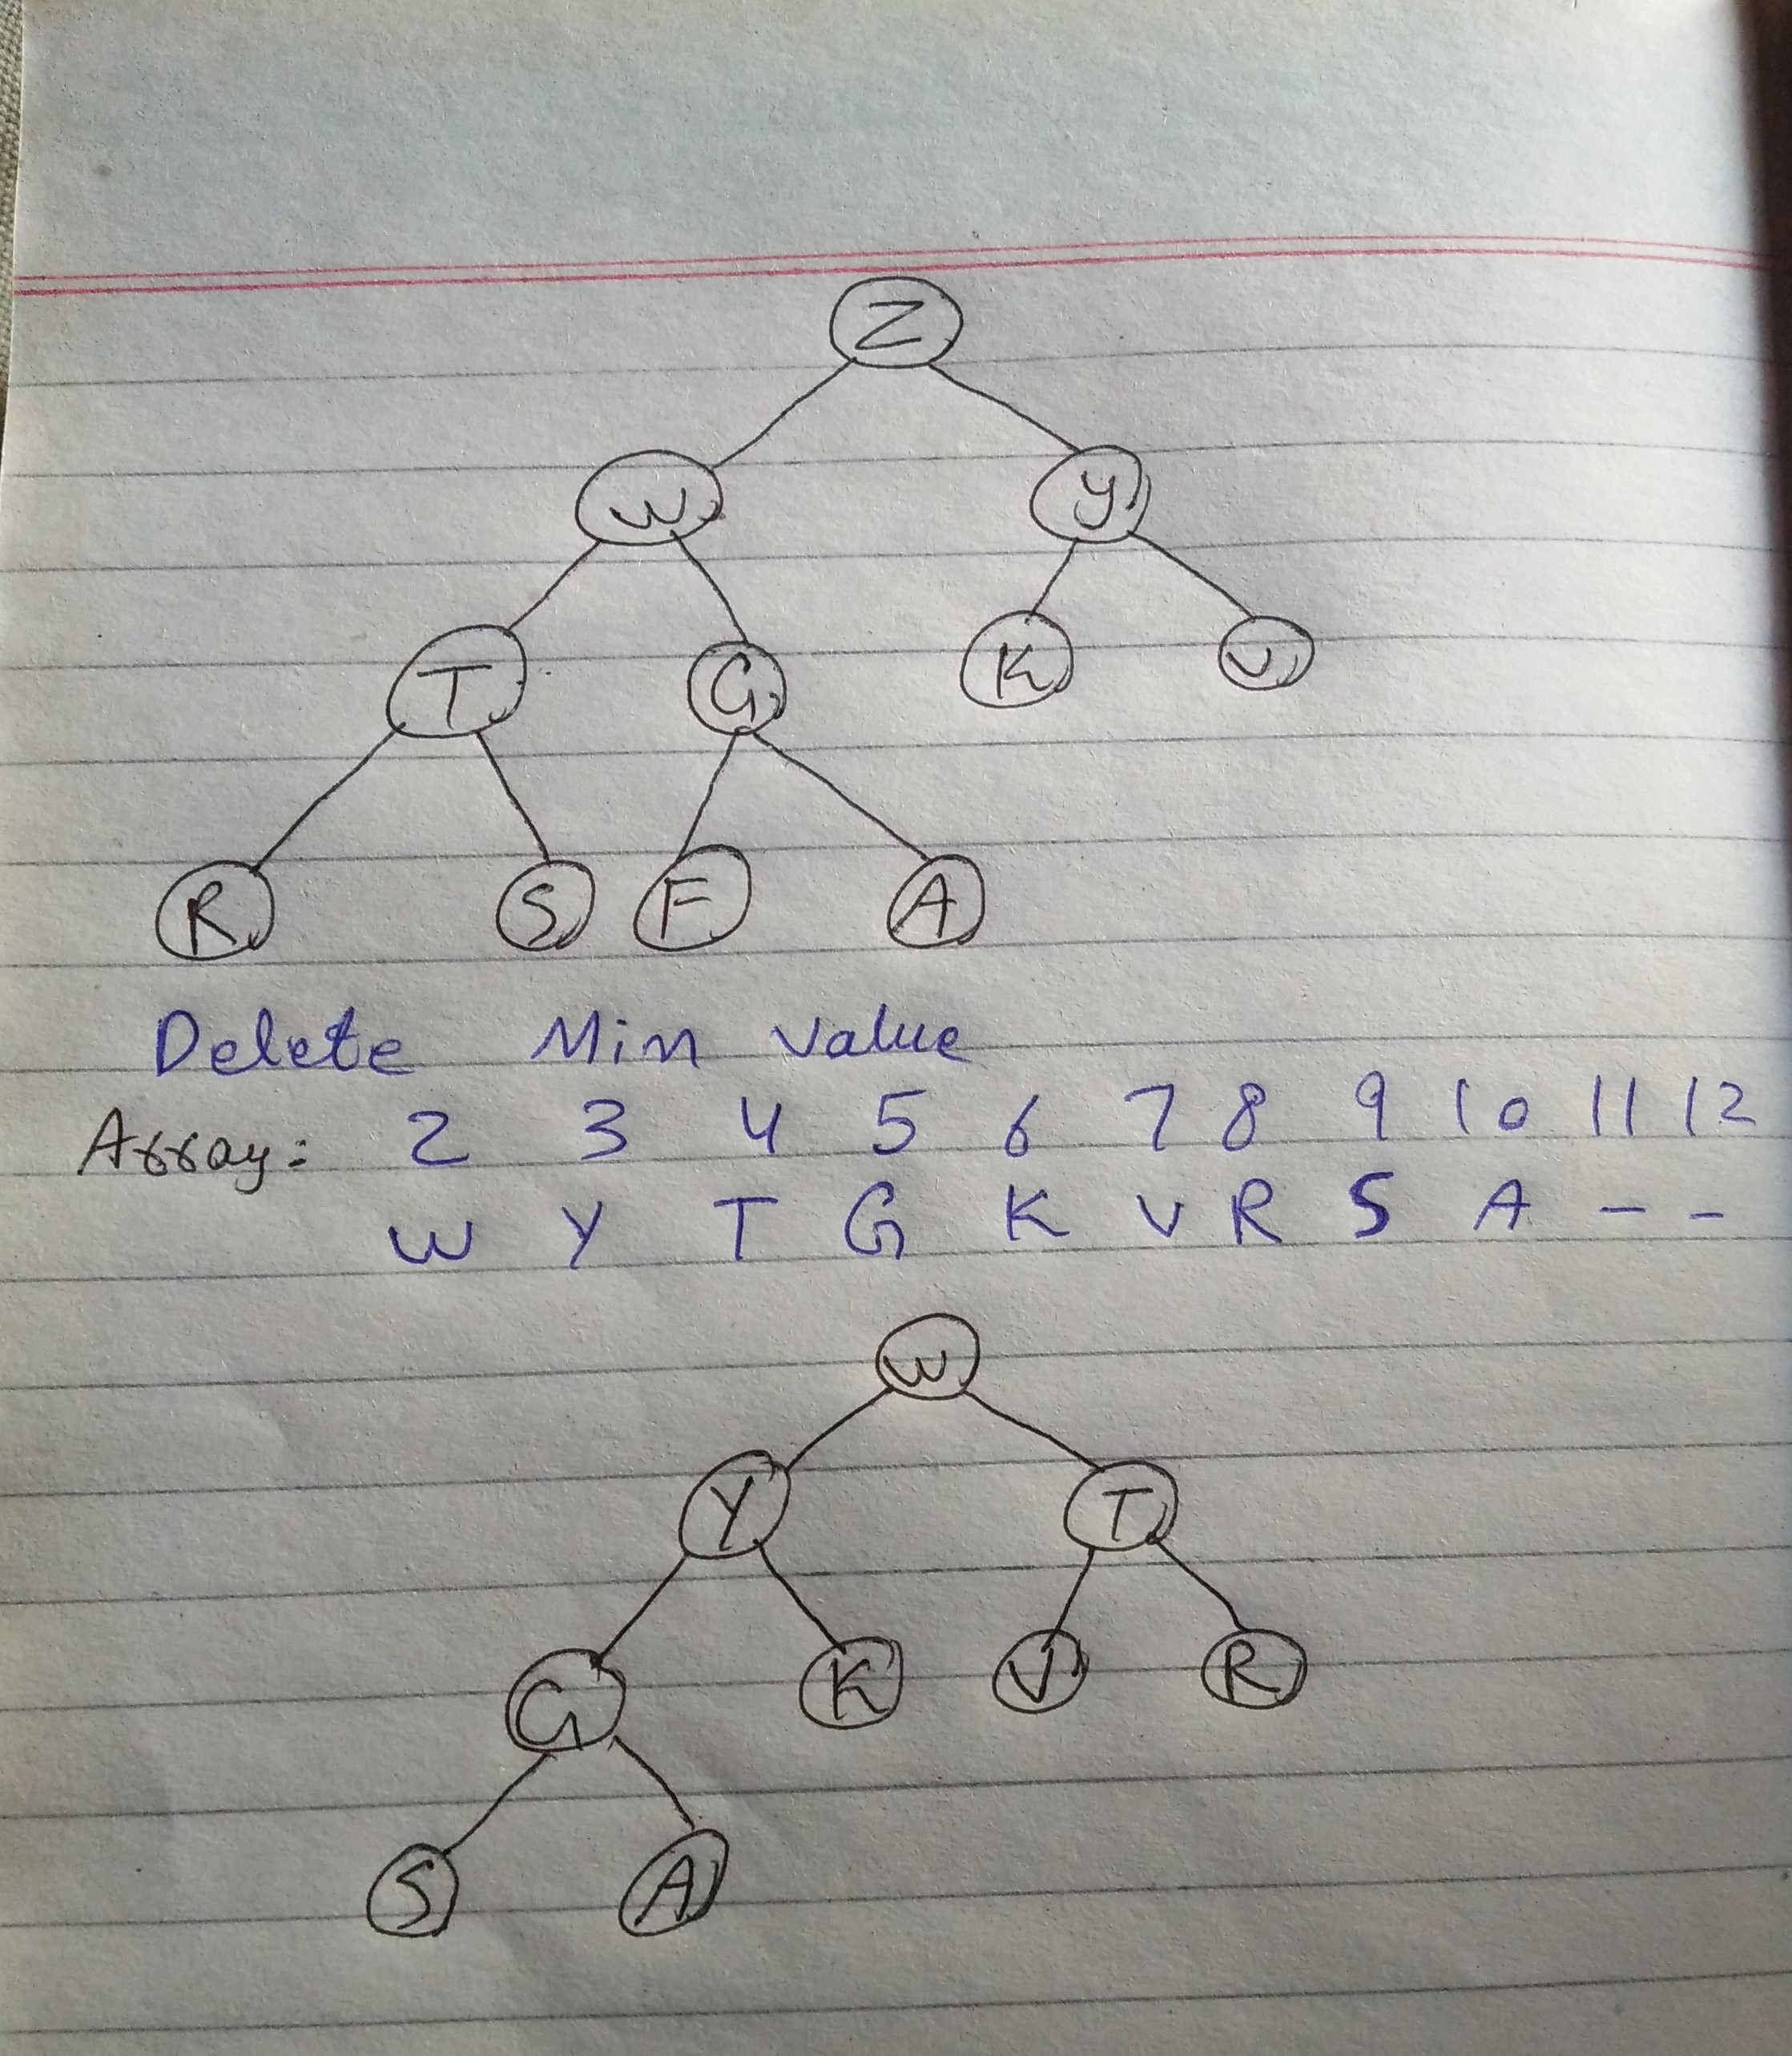 Z
W y
T G K V
R S F A
Delete Min value
Array: 2 3 4 5 6 7 8 9 10 11 12
W Y T G K V R S A - -
W
Y T
G K V R
S A